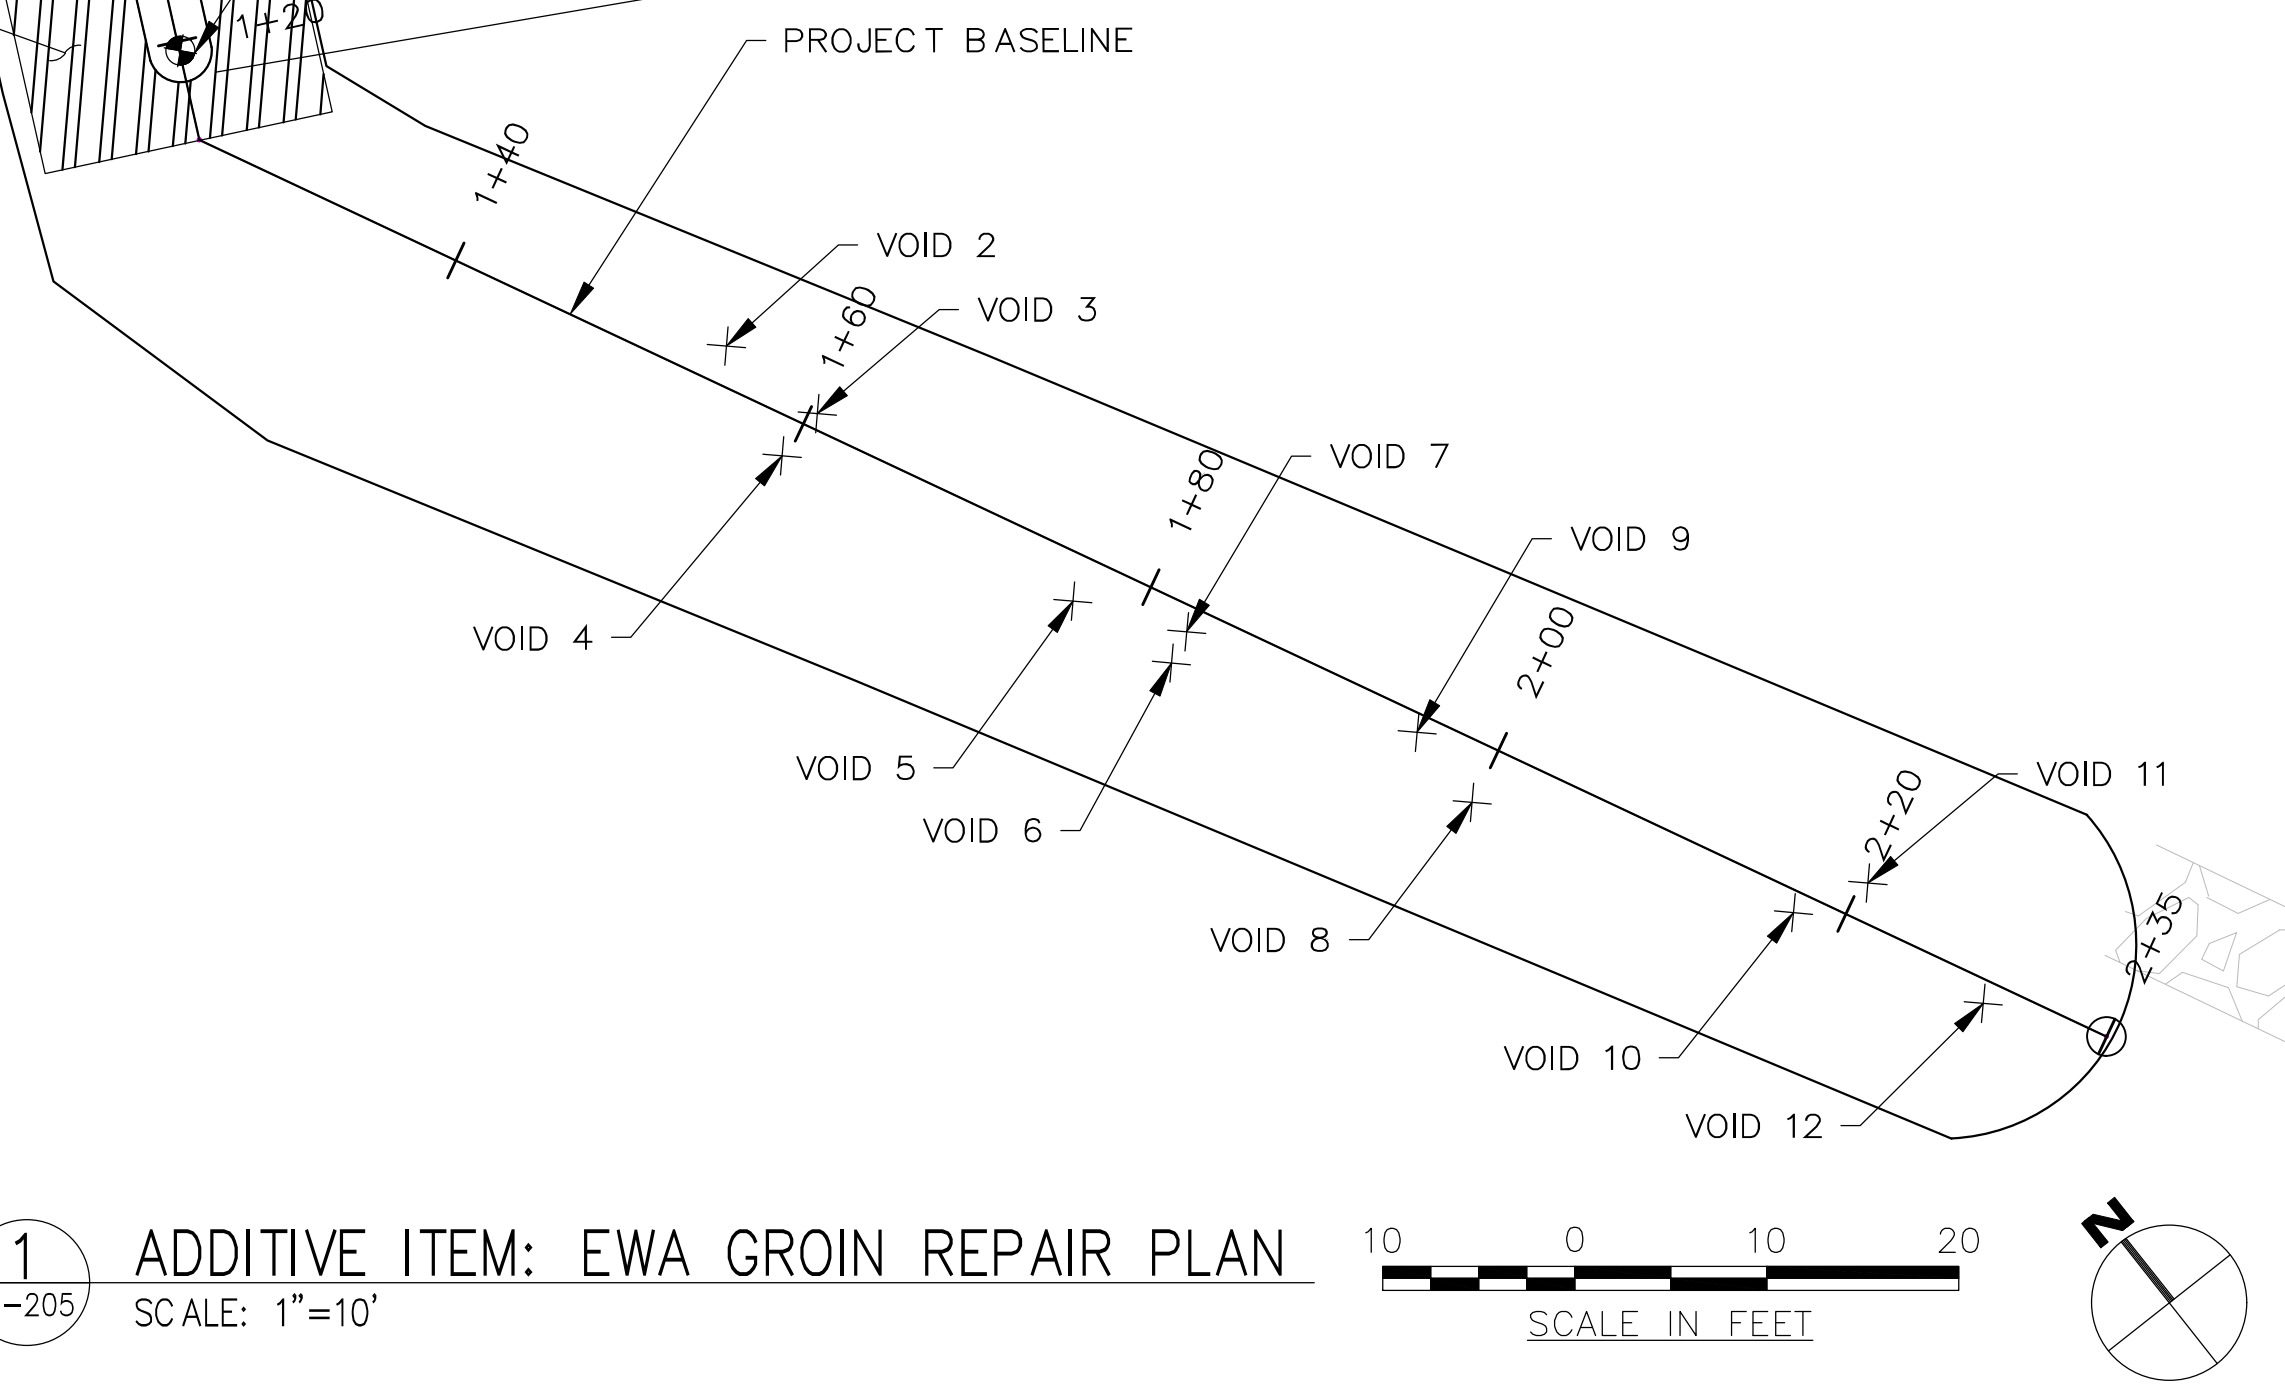 1+20
PROJECT BASELINE
1+40
VOID 2
1+60
VOID 3
VOID 7
1+80
VOID 9
VOID 4
2+00
VOID 5
VOID 11
2+20
VOID 6
VOID 8
2+35
VOID 10
VOID 12
1
-205
ADDITIVE ITEM: EWA GROIN REPAIR PLAN
SCALE: 1"=10'
10 0 10 20
SCALE IN FEET
N